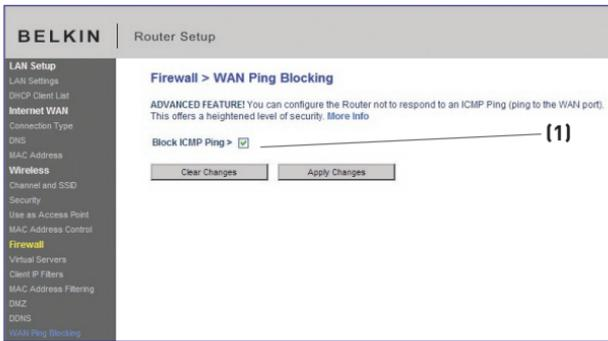 BELKIN
Router Setup
LAN Setup
LAN Settings
DHCP Client List
Internet WAN
Connection Type
DNS
MAC Address
Wireless
Channel and SSID
Security
Use as Access Point
MAC Address Control
Firewall
Virtual Servers
Client IP Filters
MAC Address Filtering
DMZ
DDNS
WAN Ping Blocking
Firewall > WAN Ping Blocking
ADVANCED FEATURE! You can configure the Router not to respond to an ICMP Ping (ping to the WAN port).
This offers a heightened level of security. More Info
Block ICMP Ping >
(1)
Clear Changes
Apply Changes